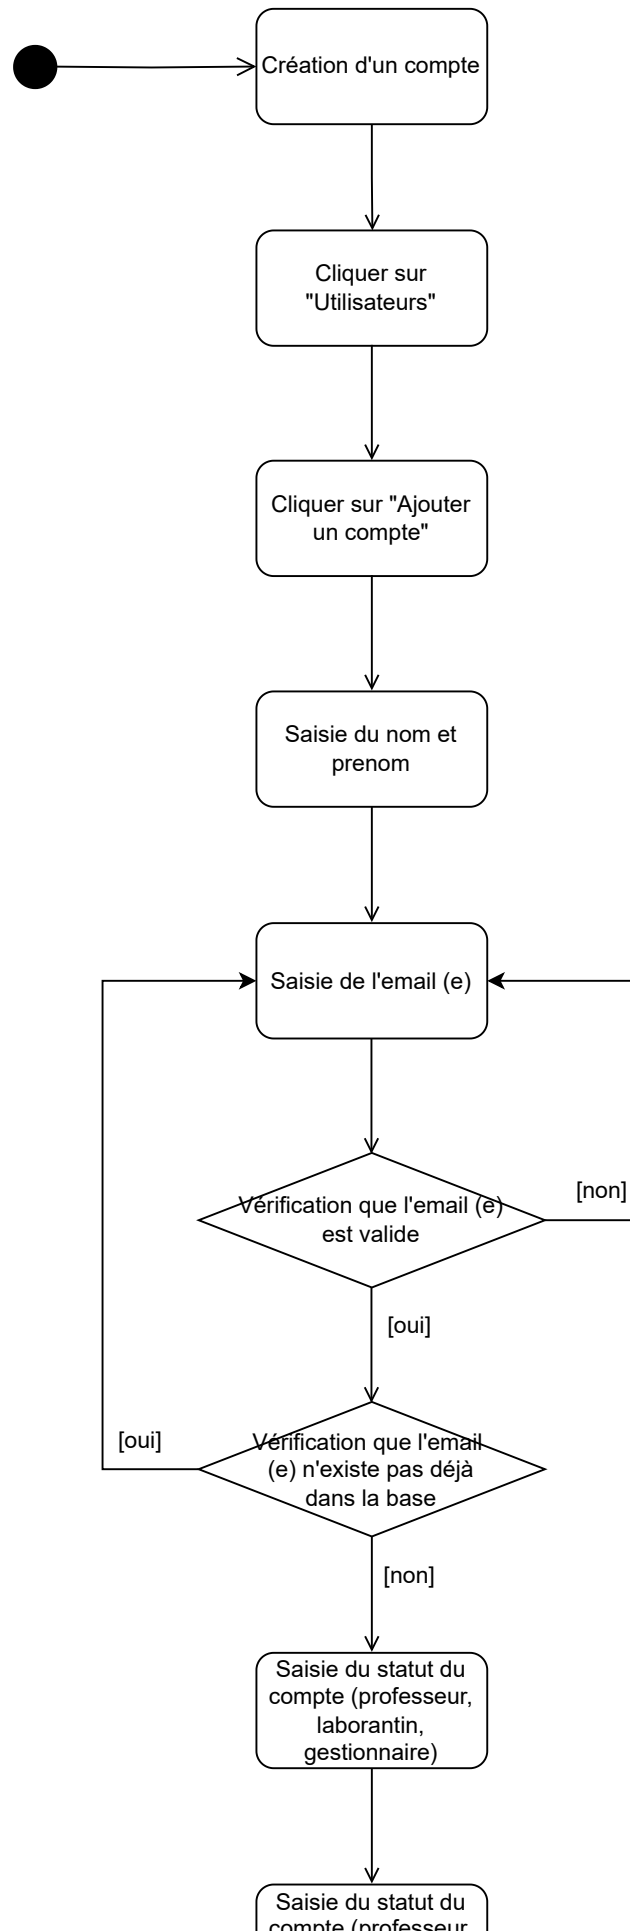 Création d'un compte
Cliquer sur
"Utilisateurs"
Cliquer sur "Ajouter
un compte"
Saisie du nom et
prenom
Saisie de l'email (e)
Vérification que l'email (e)
est valide
[non]
[oui]
Vérification que l'email
(e) n'existe pas déjà
dans la base
[oui]
[non]
Saisie du statut du
compte (professeur,
laborantin,
gestionnaire)
Saisie du statut du
compte (professeur